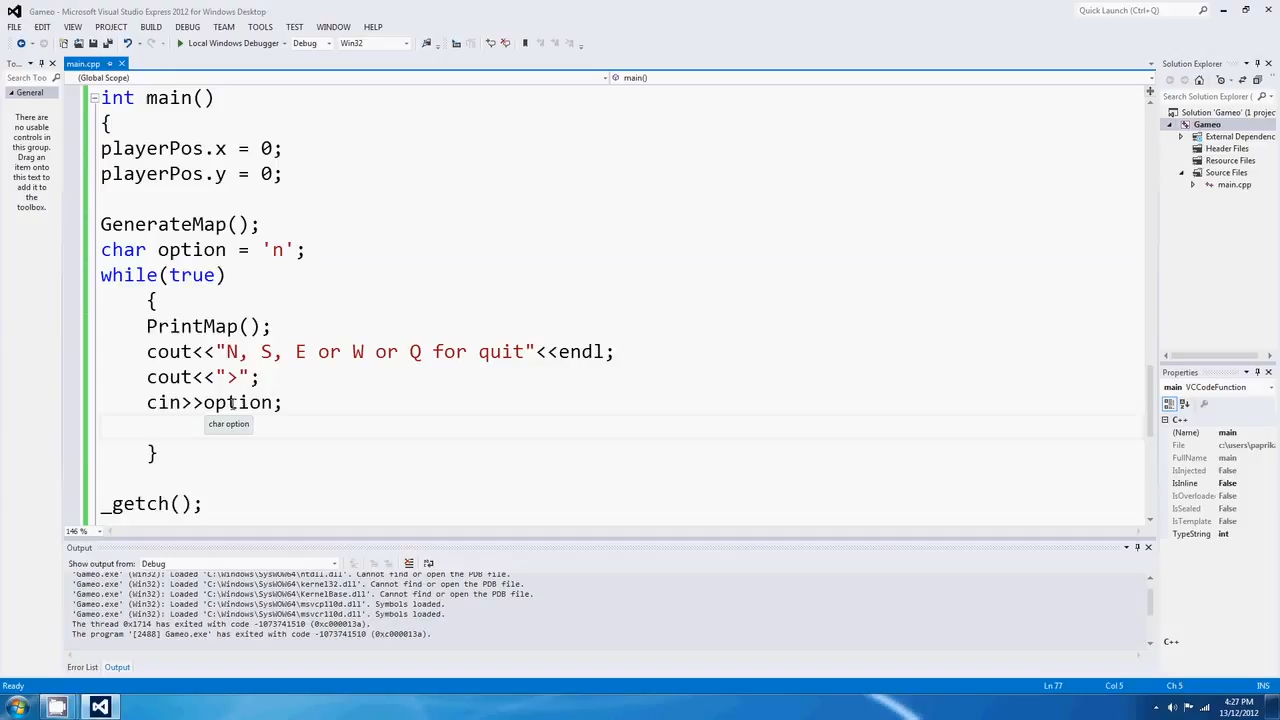 Gameo - Microsoft Visual Studio Express 2012 for Windows Desktop
Quick Launch (Ctrl+Q)
FILE EDIT VIEW PROJECT BUILD DEBUG TEAM TOOLS TEST WINDOW HELP
Local Windows Debugger Debug Win32
To...
main.cpp
Solution Explorer
Search Too
(Global Scope)
main()
General
There are
no usable
controls in
this group.
Drag an
item onto
this text to
add it to
the
toolbox.
int main()
{
playerPos.x = 0;
playerPos.y = 0;
GenerateMap();
char option = 'n';
while(true)
{
PrintMap();
cout<<"N, S, E or W or Q for quit"<<endl;
cout<<">";
cin>>option;
char option
}
_getch();
146 %
Search Solution Explorer (
Solution 'Gameo' (1 projec
Gameo
External Dependenc
Header Files
Resource Files
Source Files
main.cpp
Properties
main VCCodeFunction
C++
(Name) main
File c:\users\paprika
FullName main
IsInjected False
IsInline False
IsOverloade False
IsSealed False
IsTemplate False
TypeString int
C++
Output
Show output from: Debug
'Gameo.exe' (Win32): Loaded 'C:\Windows\SysWOW64\ntdll.dll'. Cannot find or open the PDB file.
'Gameo.exe' (Win32): Loaded 'C:\Windows\SysWOW64\kernel32.dll'. Cannot find or open the PDB file.
'Gameo.exe' (Win32): Loaded 'C:\Windows\SysWOW64\KernelBase.dll'. Cannot find or open the PDB file.
'Gameo.exe' (Win32): Loaded 'C:\Windows\SysWOW64\msvcp110d.dll'. Symbols loaded.
'Gameo.exe' (Win32): Loaded 'C:\Windows\SysWOW64\msvcr110d.dll'. Symbols loaded.
The thread 0x1714 has exited with code -1073741510 (0xc000013a).
The program '[2488] Gameo.exe' has exited with code -1073741510 (0xc000013a).
Error List Output
Ready
Ln 77 Col 5 Ch 5 INS
4:27 PM
13/12/2012